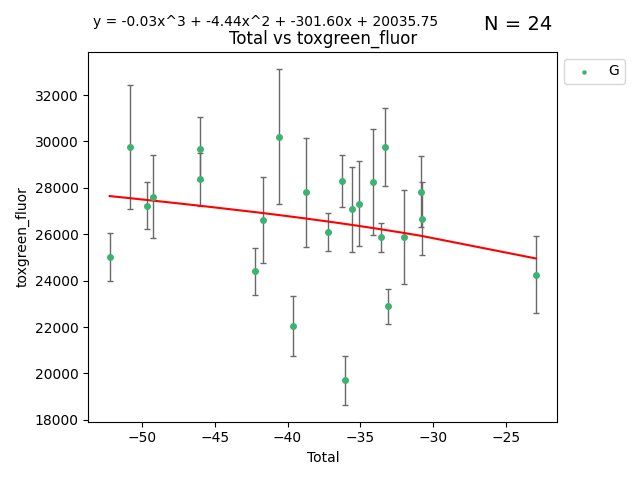 y = -0.03x^3 + -4.44x^2 + -301.60x + 20035.75
N = 24
Total vs toxgreen_fluor
G
toxgreen_fluor
32000
30000
28000
26000
24000
22000
20000
18000
−50
−45
−40
−35
−30
−25
Total